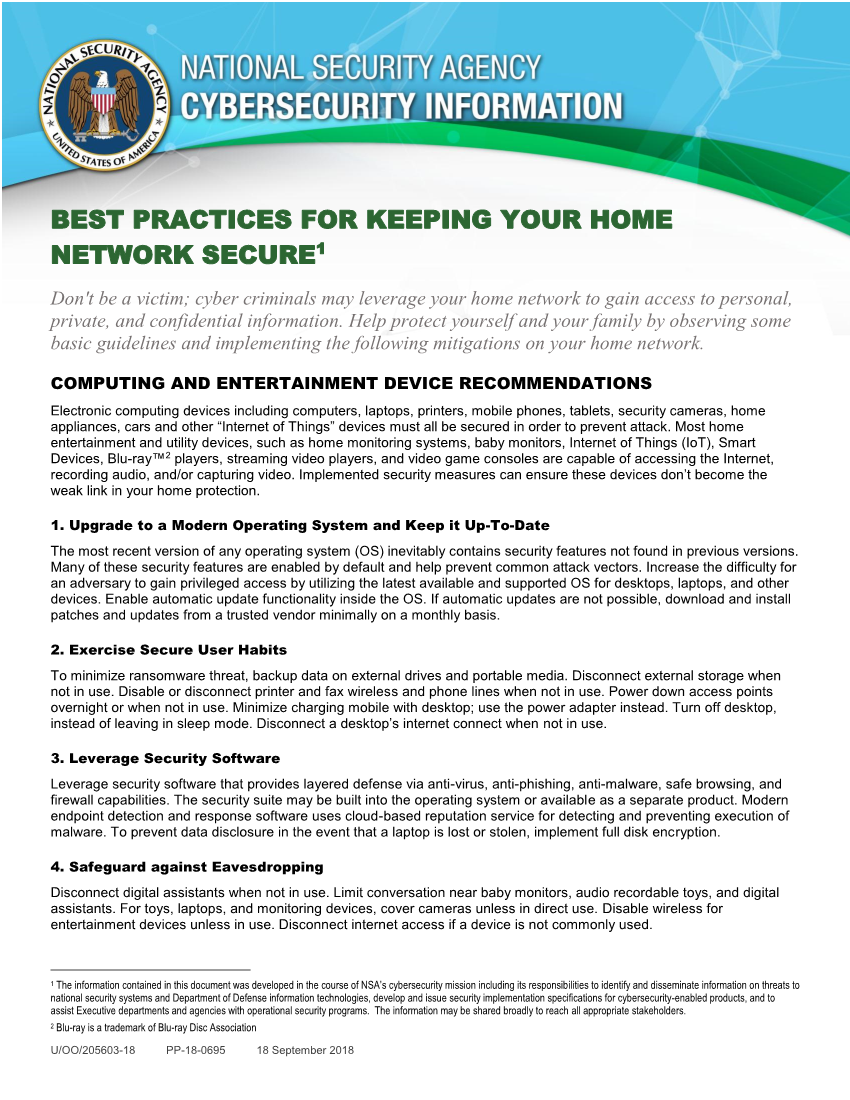 NATIONAL SECURITY AGENCY
UNITED STATES OF AMERICA
NATIONAL SECURITY AGENCY
CYBERSECURITY INFORMATION
BEST PRACTICES FOR KEEPING YOUR HOME
NETWORK SECURE¹
Don't be a victim; cyber criminals may leverage your home network to gain access to personal,
private, and confidential information. Help protect yourself and your family by observing some
basic guidelines and implementing the following mitigations on your home network.
COMPUTING AND ENTERTAINMENT DEVICE RECOMMENDATIONS
Electronic computing devices including computers, laptops, printers, mobile phones, tablets, security cameras, home
appliances, cars and other “Internet of Things” devices must all be secured in order to prevent attack. Most home
entertainment and utility devices, such as home monitoring systems, baby monitors, Internet of Things (IoT), Smart
Devices, Blu-ray™² players, streaming video players, and video game consoles are capable of accessing the Internet,
recording audio, and/or capturing video. Implemented security measures can ensure these devices don’t become the
weak link in your home protection.
1. Upgrade to a Modern Operating System and Keep it Up-To-Date
The most recent version of any operating system (OS) inevitably contains security features not found in previous versions.
Many of these security features are enabled by default and help prevent common attack vectors. Increase the difficulty for
an adversary to gain privileged access by utilizing the latest available and supported OS for desktops, laptops, and other
devices. Enable automatic update functionality inside the OS. If automatic updates are not possible, download and install
patches and updates from a trusted vendor minimally on a monthly basis.
2. Exercise Secure User Habits
To minimize ransomware threat, backup data on external drives and portable media. Disconnect external storage when
not in use. Disable or disconnect printer and fax wireless and phone lines when not in use. Power down access points
overnight or when not in use. Minimize charging mobile with desktop; use the power adapter instead. Turn off desktop,
instead of leaving in sleep mode. Disconnect a desktop’s internet connect when not in use.
3. Leverage Security Software
Leverage security software that provides layered defense via anti-virus, anti-phishing, anti-malware, safe browsing, and
firewall capabilities. The security suite may be built into the operating system or available as a separate product. Modern
endpoint detection and response software uses cloud-based reputation service for detecting and preventing execution of
malware. To prevent data disclosure in the event that a laptop is lost or stolen, implement full disk encryption.
4. Safeguard against Eavesdropping
Disconnect digital assistants when not in use. Limit conversation near baby monitors, audio recordable toys, and digital
assistants. For toys, laptops, and monitoring devices, cover cameras unless in direct use. Disable wireless for
entertainment devices unless in use. Disconnect internet access if a device is not commonly used.
¹ The information contained in this document was developed in the course of NSA’s cybersecurity mission including its responsibilities to identify and disseminate information on threats to
national security systems and Department of Defense information technologies, develop and issue security implementation specifications for cybersecurity-enabled products, and to
assist Executive departments and agencies with operational security programs. The information may be shared broadly to reach all appropriate stakeholders.
² Blu-ray is a trademark of Blu-ray Disc Association
U/OO/205603-18 PP-18-0695 18 September 2018